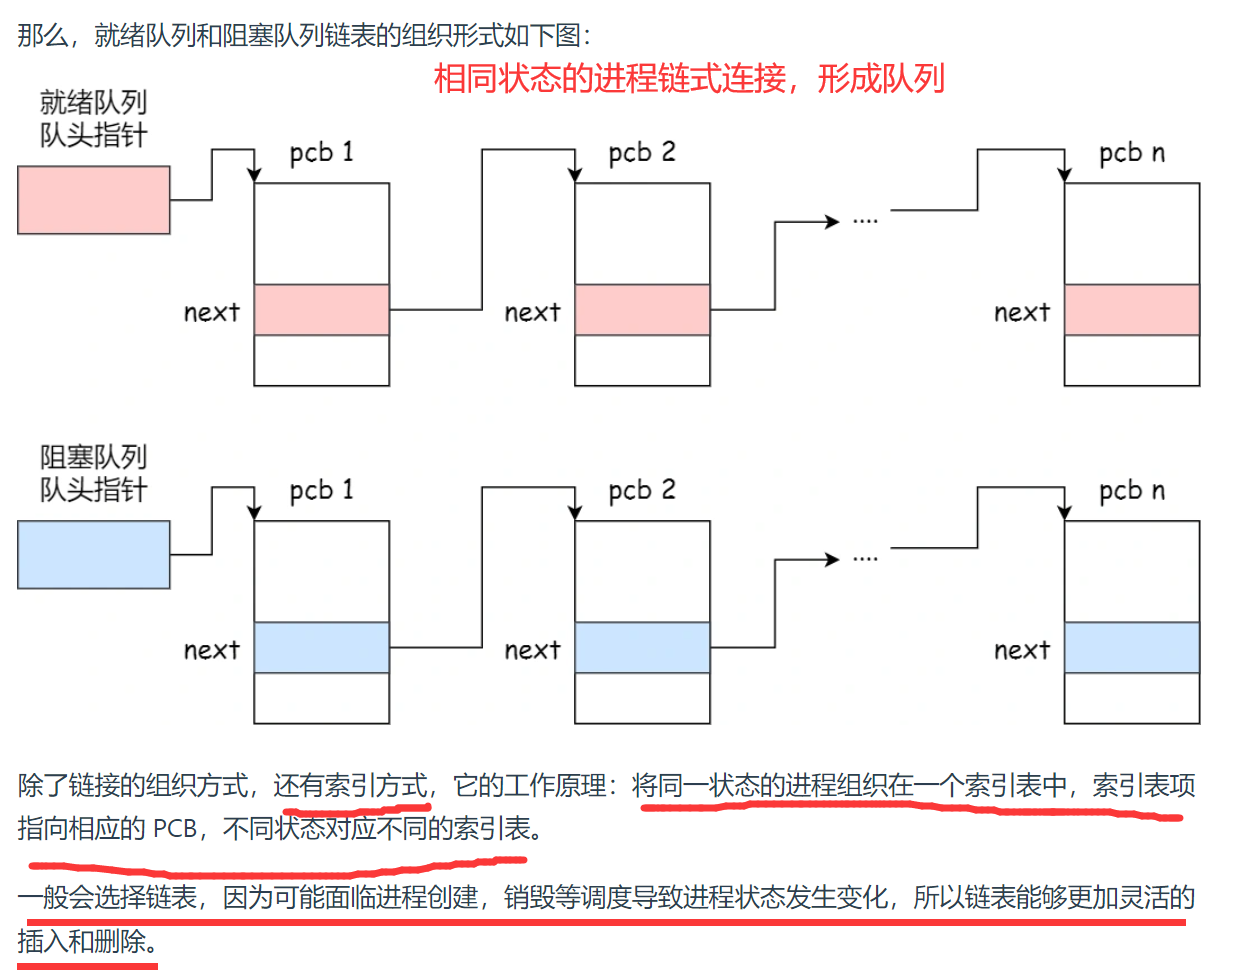 那么，就绪队列和阻塞队列链表的组织形式如下图：
相同状态的进程链式连接，形成队列
就绪队列
队头指针
pcb 1
pcb 2
pcb n
....
next
next
next
阻塞队列
队头指针
pcb 1
pcb 2
pcb n
....
next
next
next
除了链接的组织方式，还有索引方式，它的工作原理：将同一状态的进程组织在一个索引表中，索引表项
指向相应的 PCB，不同状态对应不同的索引表。
一般会选择链表，因为可能面临进程创建，销毁等调度导致进程状态发生变化，所以链表能够更加灵活的
插入和删除。